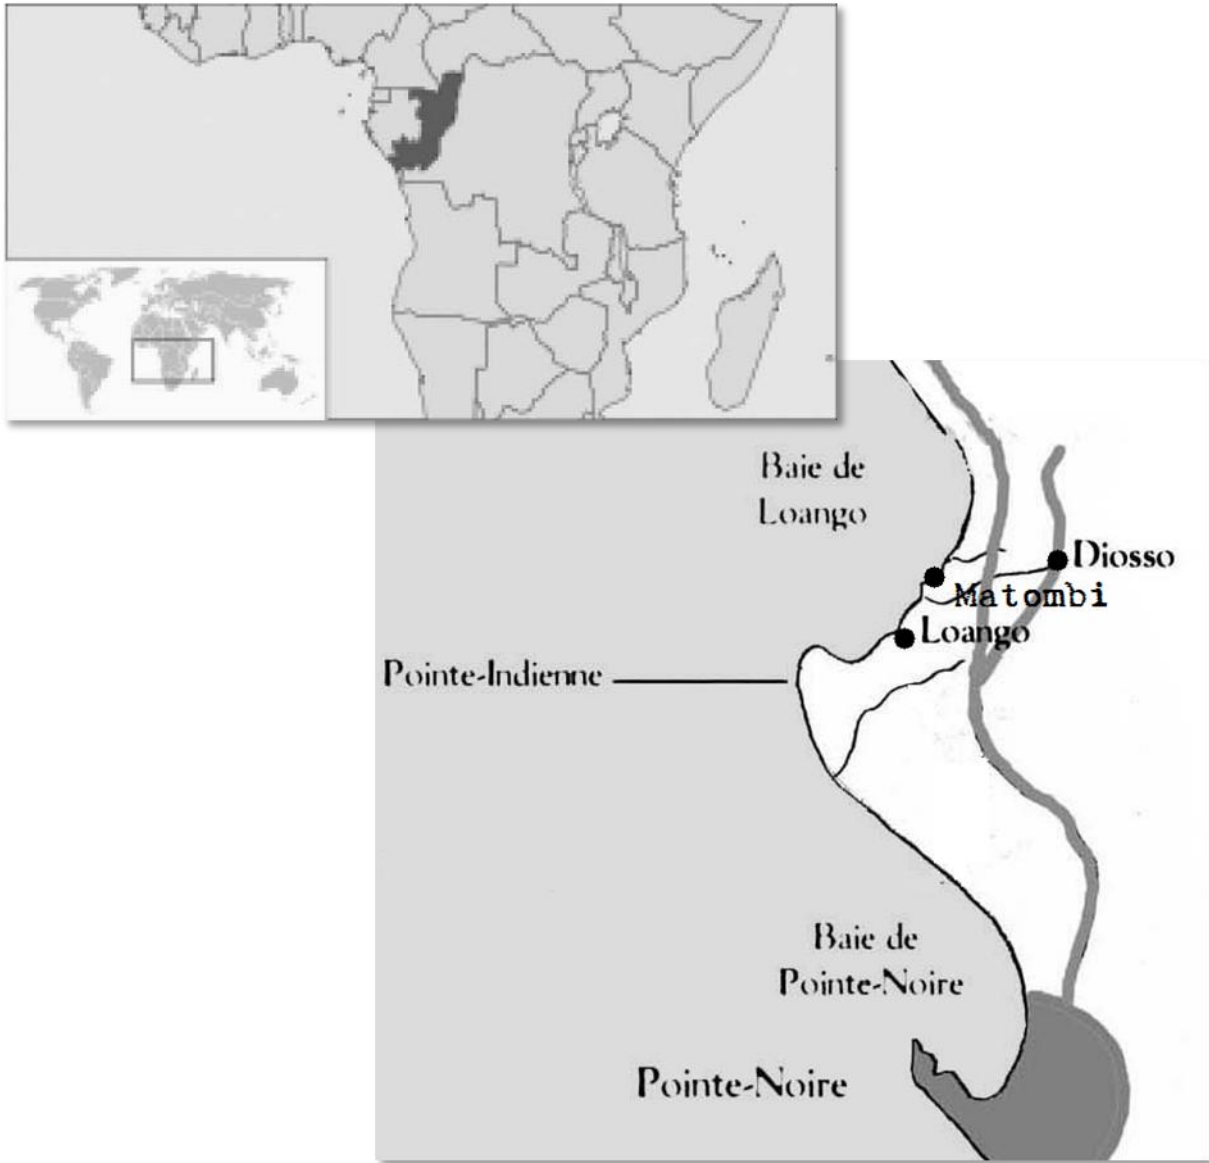 Baie de
Loango
Diosso
Matombi
Loango
Pointe-Indienne
Baie de
Pointe-Noire
Pointe-Noire